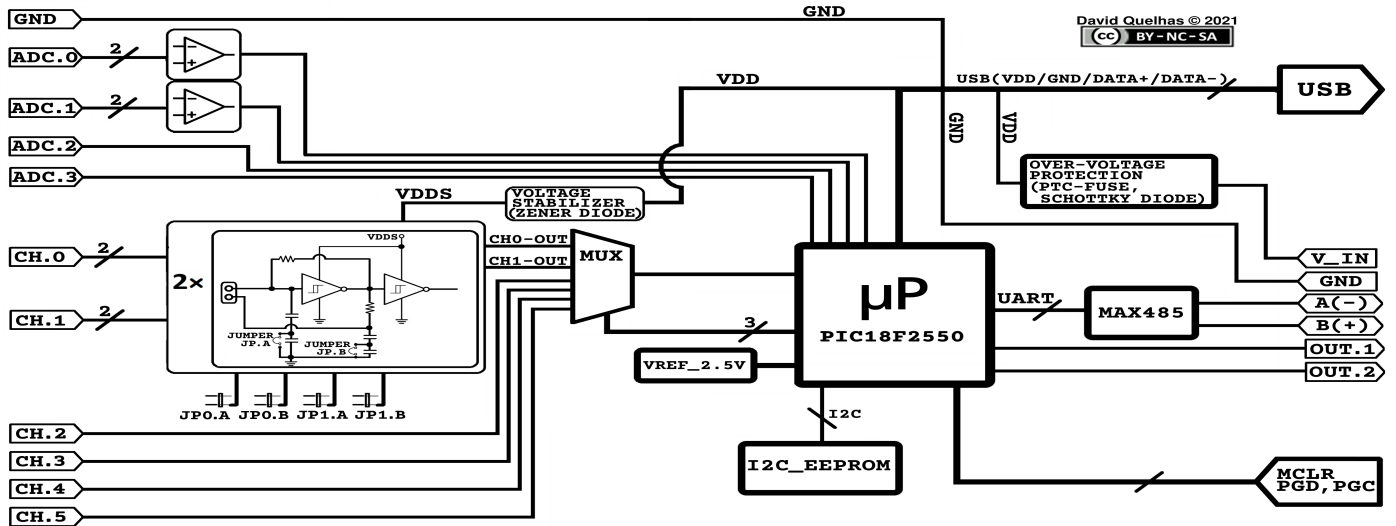 GND
GND
David Quelhas © 2021
cc BY-NC-SA
ADC.0
2
ADC.1
2
ADC.2
ADC.3
VDD
USB(VDD/GND/DATA+/DATA-)
USB
GND
VDD
OVER-VOLTAGE
PROTECTION
(PTC-FUSE,
SCHOTTKY DIODE)
VDDS
VOLTAGE
STABILIZER
(ZENER DIODE)
CH.0
2
CH.1
2
2×
VDDS
JUMPER
JP.A
JUMPER
JP.B
CH0-OUT
CH1-OUT
MUX
3
µP
PIC18F2550
VREF_2.5V
UART
MAX485
V_IN
GND
A(-)
B(+)
OUT.1
OUT.2
JP0.A JP0.B JP1.A JP1.B
I2C
I2C_EEPROM
CH.2
CH.3
CH.4
CH.5
MCLR
PGD,PGC